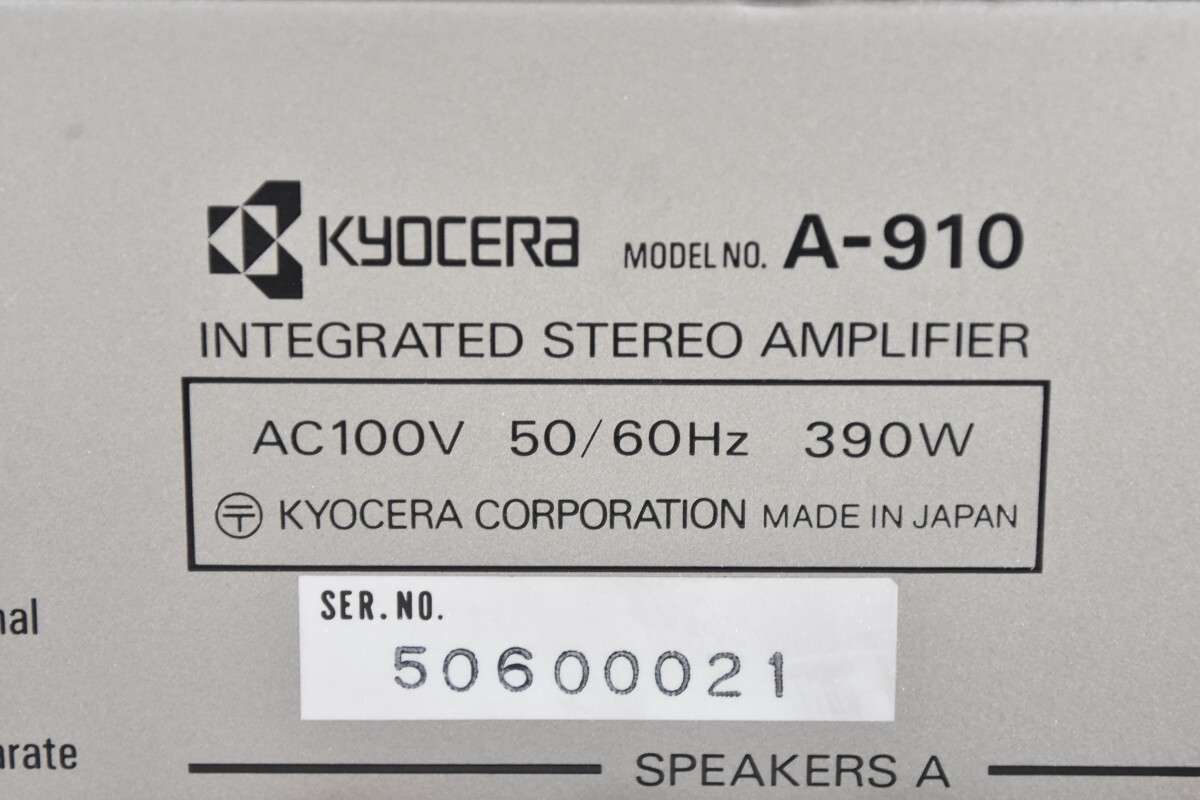 KYOCERA MODEL NO. A-910
INTEGRATED STEREO AMPLIFIER
AC100V 50/60Hz 390W
〒 KYOCERA CORPORATION MADE IN JAPAN
SER. NO.
50600021
SPEAKERS A